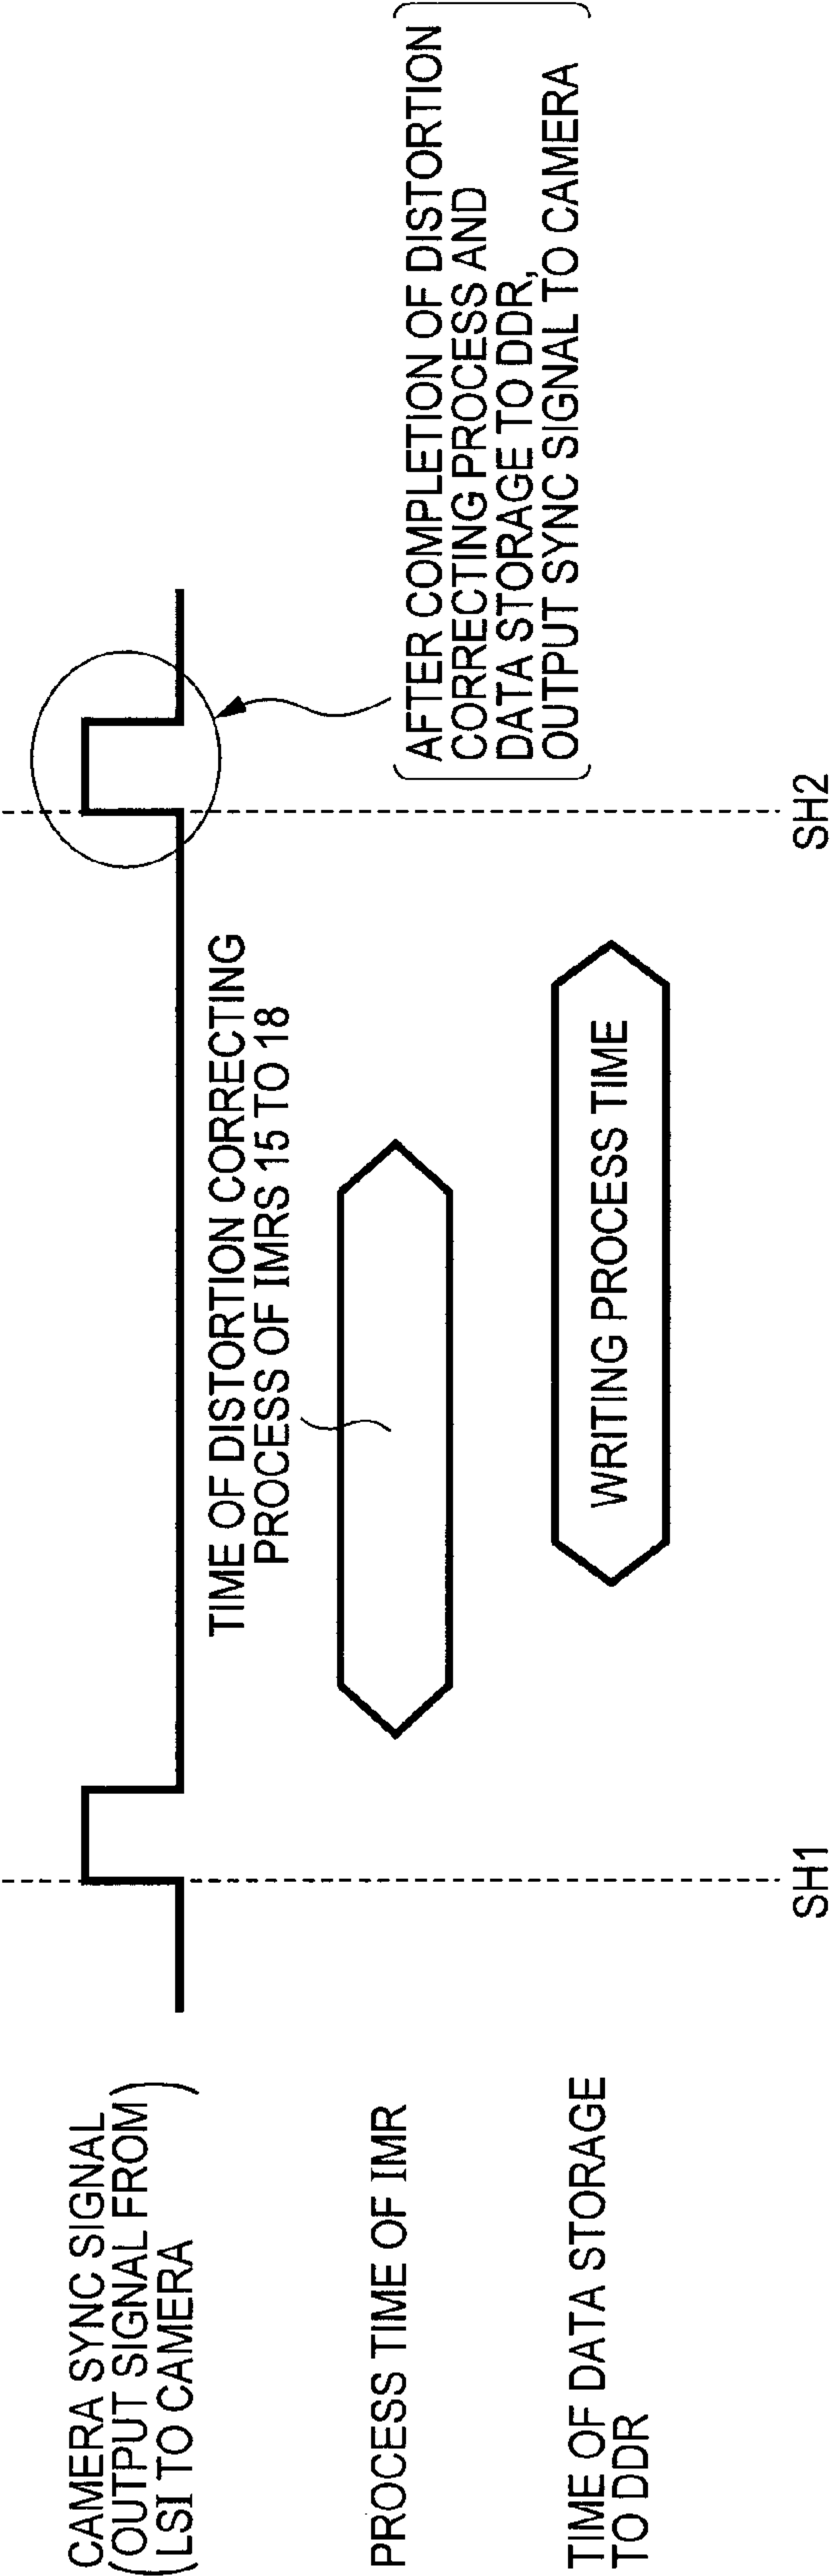 CAMERA SYNC SIGNAL
(OUTPUT SIGNAL FROM
LSI TO CAMERA)
AFTER COMPLETION OF DISTORTION
CORRECTING PROCESS AND
DATA STORAGE TO DDR,
OUTPUT SYNC SIGNAL TO CAMERA
TIME OF DISTORTION CORRECTING
PROCESS OF IMRS 15 TO 18
PROCESS TIME OF IMR
TIME OF DATA STORAGE
TO DDR
WRITING PROCESS TIME
SH1
SH2